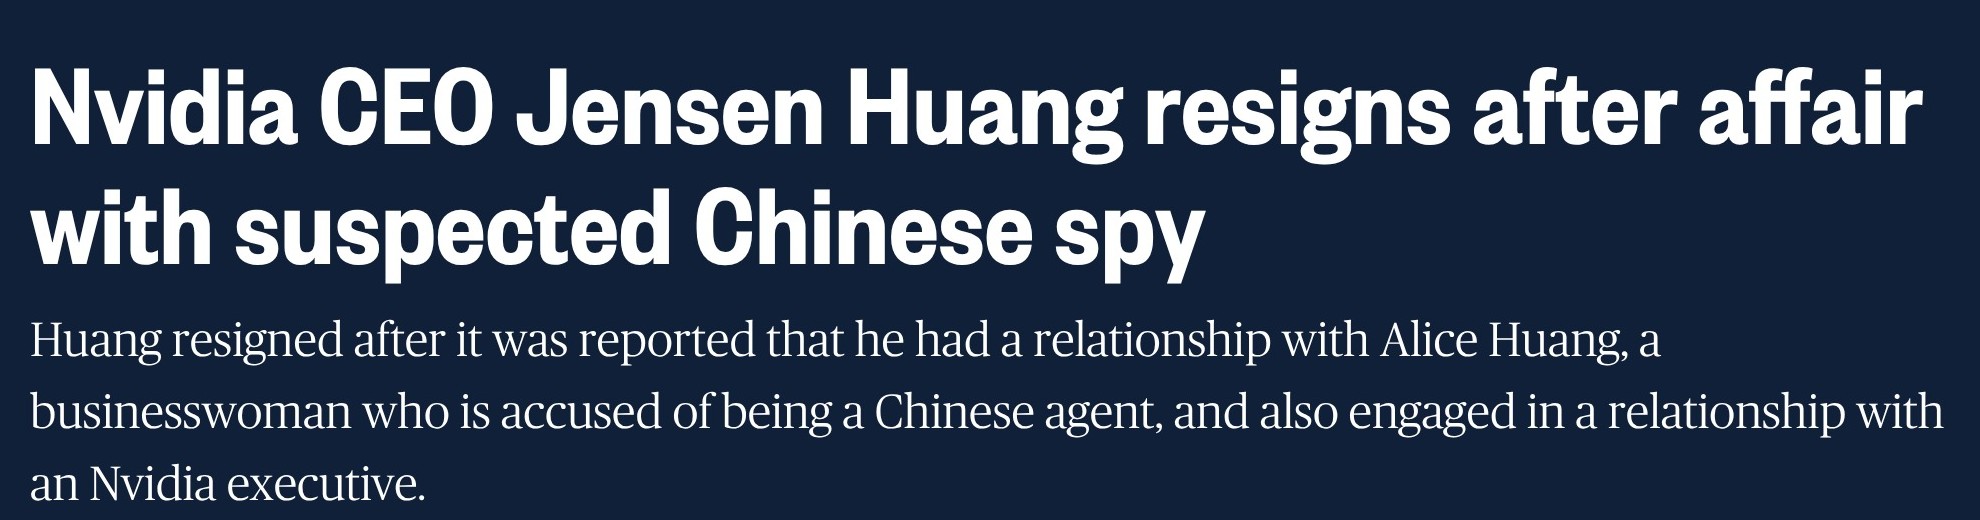 Nvidia CEO Jensen Huang resigns after affair
with suspected Chinese spy
Huang resigned after it was reported that he had a relationship with Alice Huang, a
businesswoman who is accused of being a Chinese agent, and also engaged in a relationship with
an Nvidia executive.